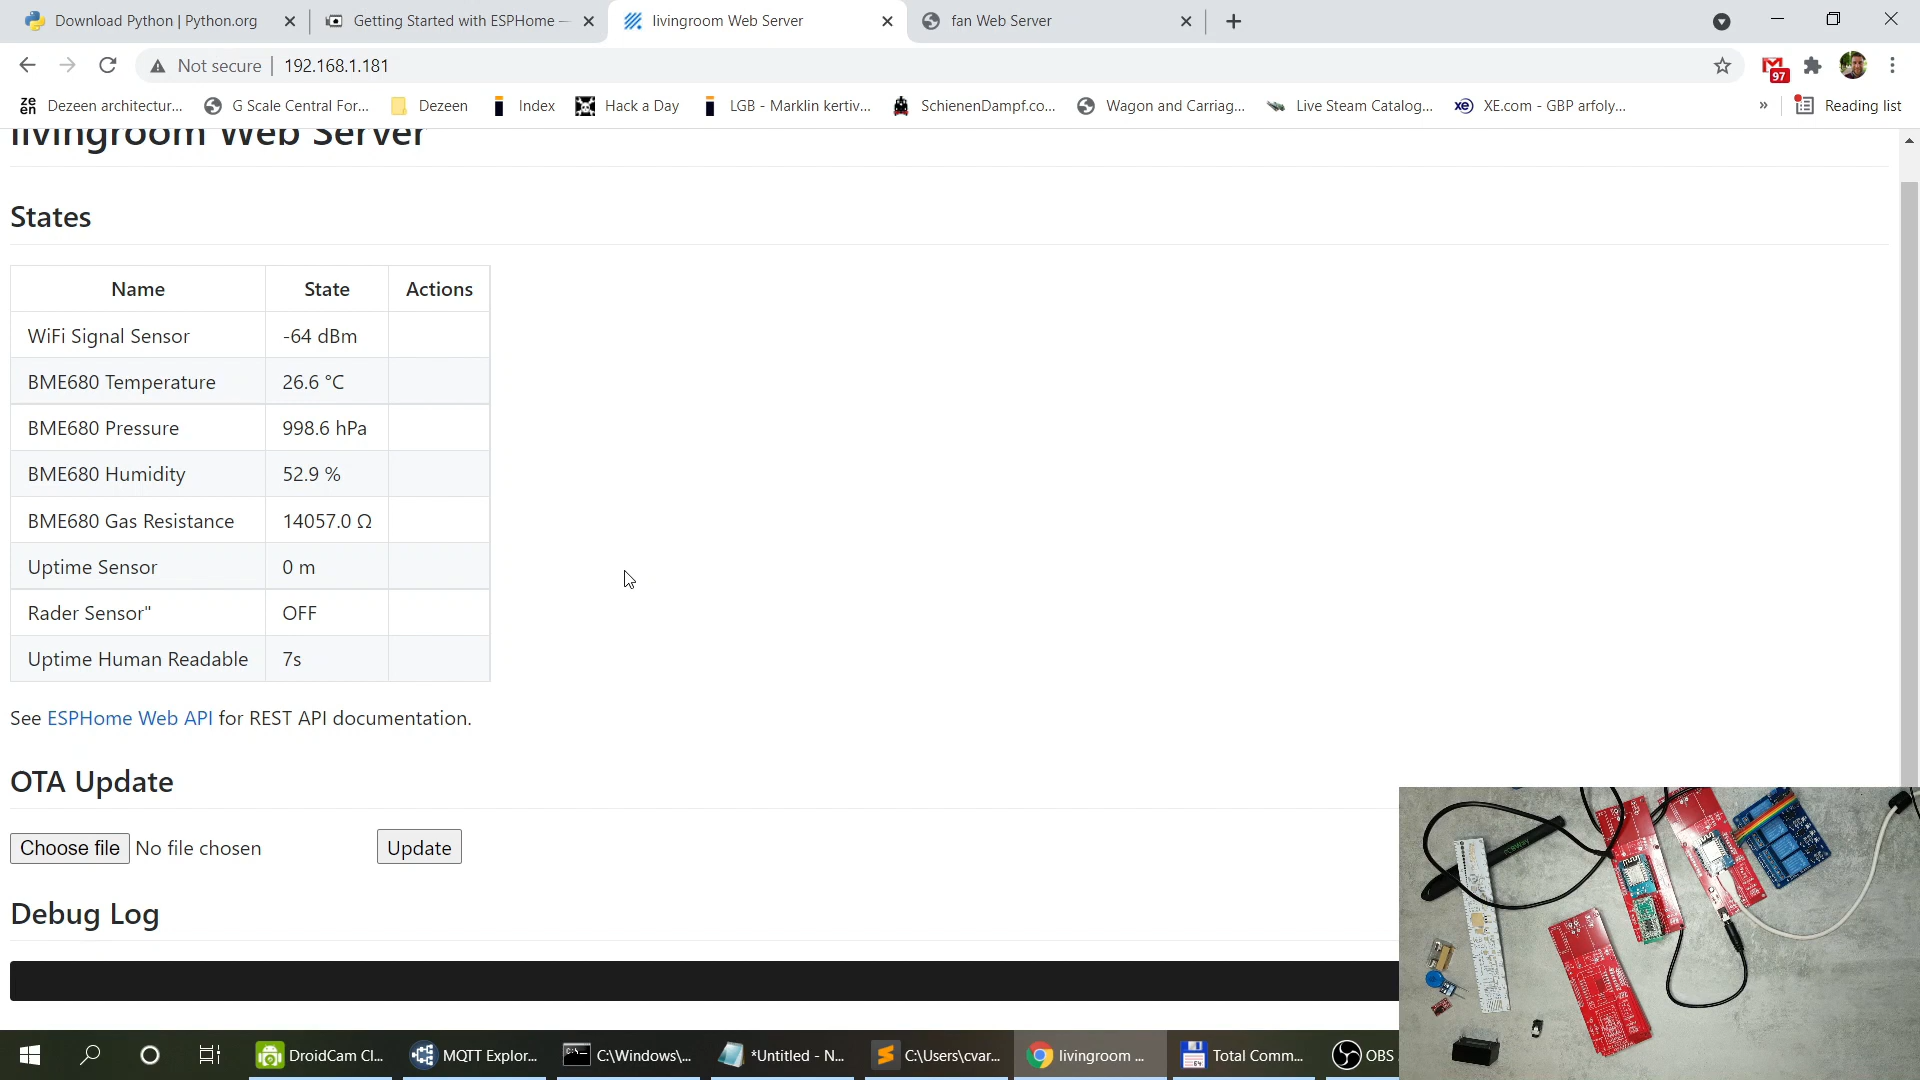 Download Python | Python.org
Getting Started with ESPHome —
livingroom Web Server
fan Web Server
Not secure
192.168.1.181
97
ze
en
Dezeen architectur...
G Scale Central For...
Dezeen
Index
Hack a Day
LGB - Marklin kertiv...
SchienenDampf.co...
Wagon and Carriag...
Live Steam Catalog...
xe
XE.com - GBP arfoly...
»
Reading list
livingroom Web Server
States
Name State Actions
WiFi Signal Sensor -64 dBm
BME680 Temperature 26.6 °C
BME680 Pressure 998.6 hPa
BME680 Humidity 52.9 %
BME680 Gas Resistance 14057.0 Ω
Uptime Sensor 0 m
Rader Sensor" OFF
Uptime Human Readable 7s
See ESPHome Web API for REST API documentation.
OTA Update
Choose file No file chosen Update
Debug Log
DroidCam Cl...
MQTT Explor...
C:\Windows\...
*Untitled - N...
C:\Users\cvar...
livingroom ...
Total Comm...
OBS